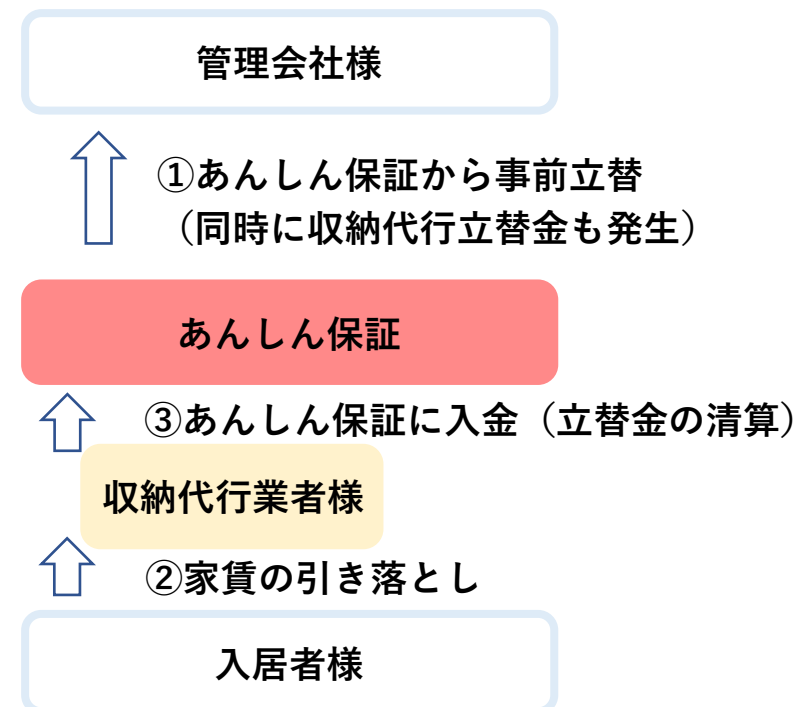 管理会社様
①あんしん保証から事前立替
（同時に収納代行立替金も発生）
あんしん保証
③あんしん保証に入金（立替金の清算）
収納代行業者様
②家賃の引き落とし
入居者様